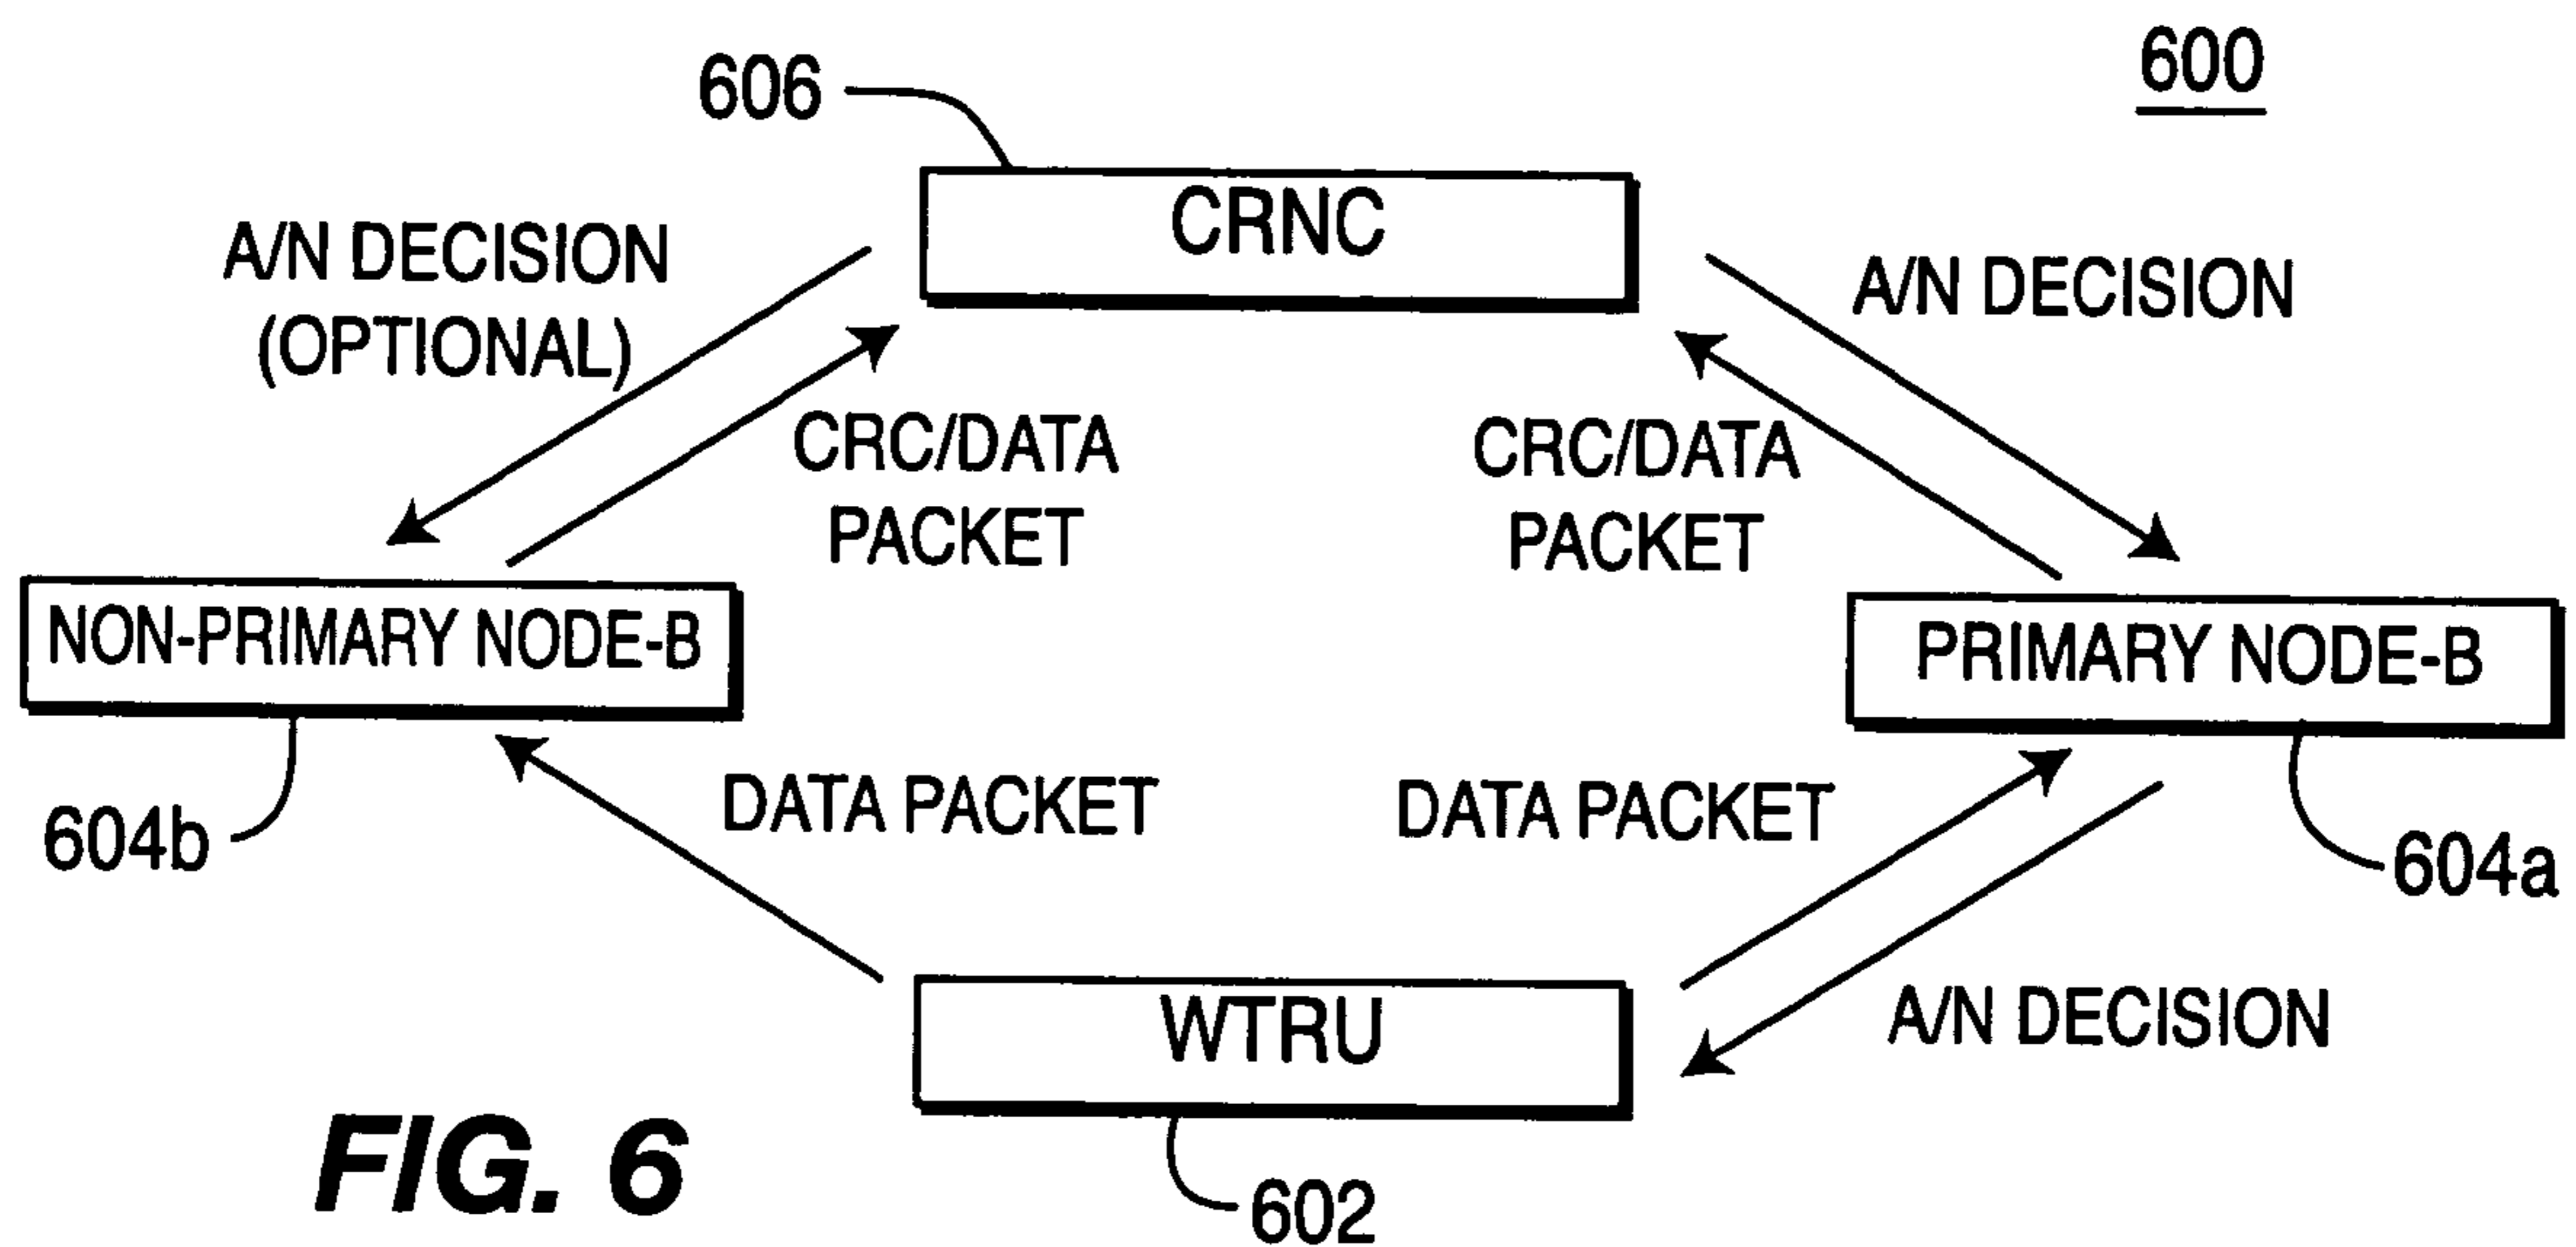 600
606
CRNC
A/N DECISION
(OPTIONAL)
A/N DECISION
CRC/DATA
PACKET
CRC/DATA
PACKET
NON-PRIMARY NODE-B
PRIMARY NODE-B
604b
DATA PACKET
DATA PACKET
604a
WTRU
A/N DECISION
602
FIG. 6